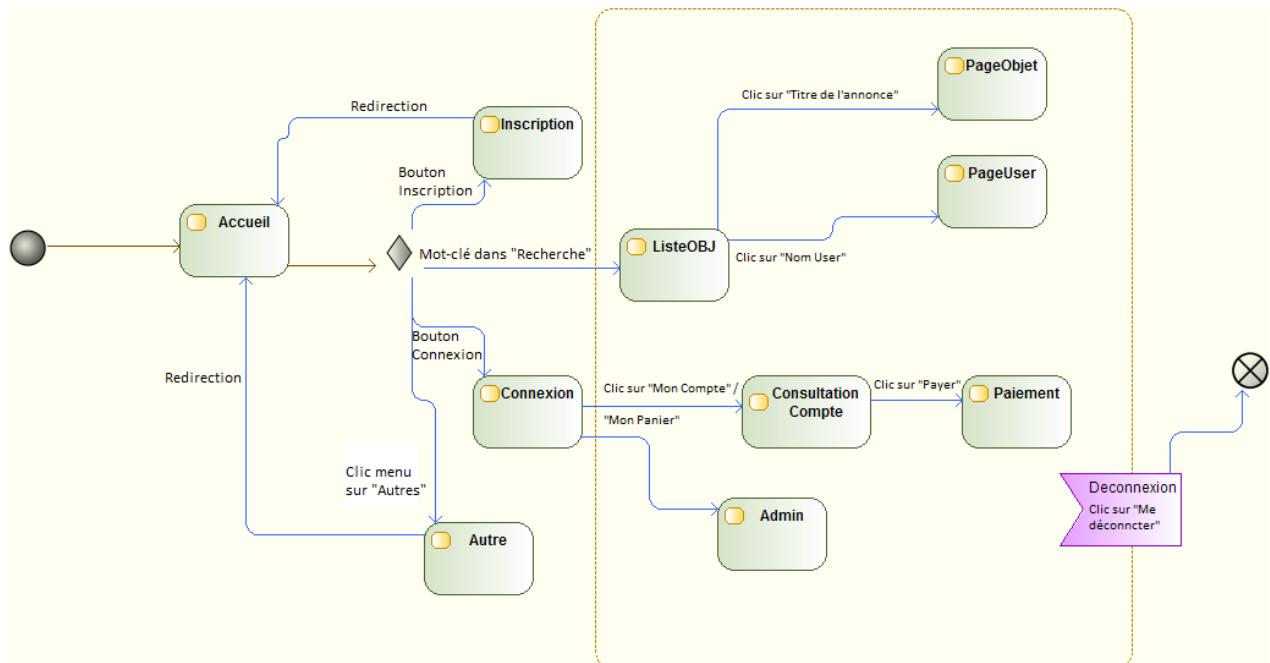 PageObjet
Clic sur "Titre de l'annonce"
Redirection
Inscription
Bouton
Inscription
PageUser
Accueil
Mot-clé dans "Recherche"
ListeOBJ
Clic sur "Nom User"
Bouton
Connexion
Redirection
Connexion
Clic sur "Mon Compte" /
"Mon Panier"
Consultation
Compte
Clic sur "Payer"
Paiement
Clic menu
sur "Autres"
Deconnexion
Clic sur "Me
déconncter"
Admin
Autre